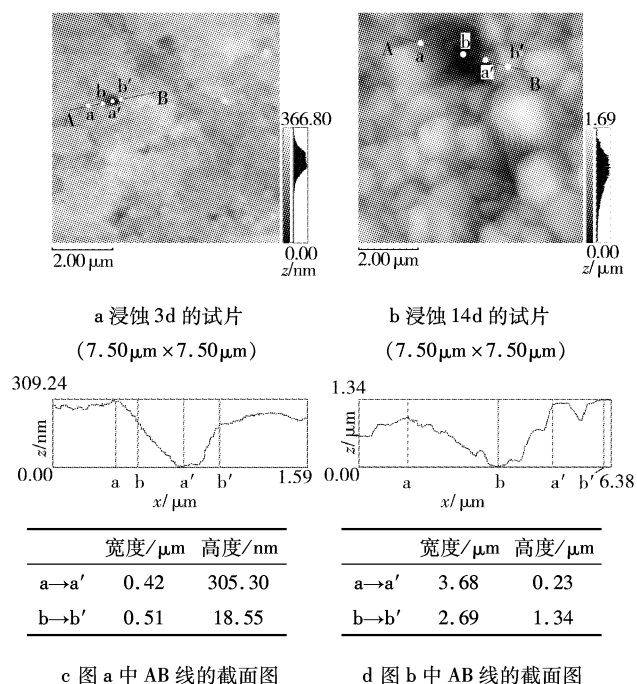 A a b a′ b′ B
366.80
0.00
z/nm
2.00 μm
a 浸蚀 3d 的试片
(7.50μm×7.50μm)
A a b a′ b′ B
1.69
0.00
z/μm
2.00 μm
b 浸蚀 14d 的试片
(7.50μm×7.50μm)
309.24
z/nm
0.00
a b a′ b′ 1.59
x/μm
宽度/μm 高度/nm
a→a′ 0.42 305.30
b→b′ 0.51 18.55
c 图 a 中 AB 线的截面图
1.34
z/μm
0.00
a b a′ b′ 6.38
x/μm
宽度/μm 高度/μm
a→a′ 3.68 0.23
b→b′ 2.69 1.34
d 图 b 中 AB 线的截面图